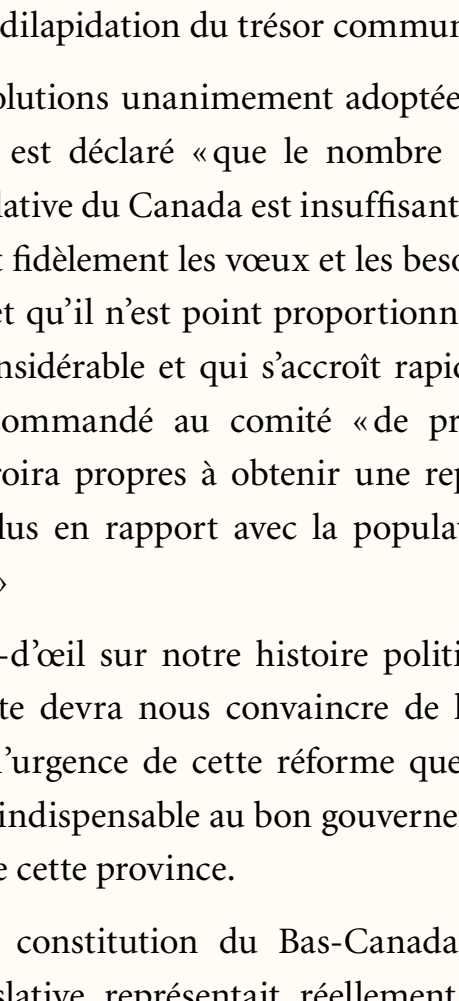 dilapidation du trésor commun
olutions unanimement adoptée
est déclaré « que le nombre
lative du Canada est insuffisant
t fidèlement les vœux et les beso
et qu’il n’est point proportionn
nsidérable et qui s’accroît rapi
ommandé au comité « de pr
roira propres à obtenir une rep
lus en rapport avec la popula
»
-d’œil sur notre histoire politi
te devra nous convaincre de l
l’urgence de cette réforme que
indispensable au bon gouverne
e cette province.
constitution du Bas-Canada
slative représentait réellement